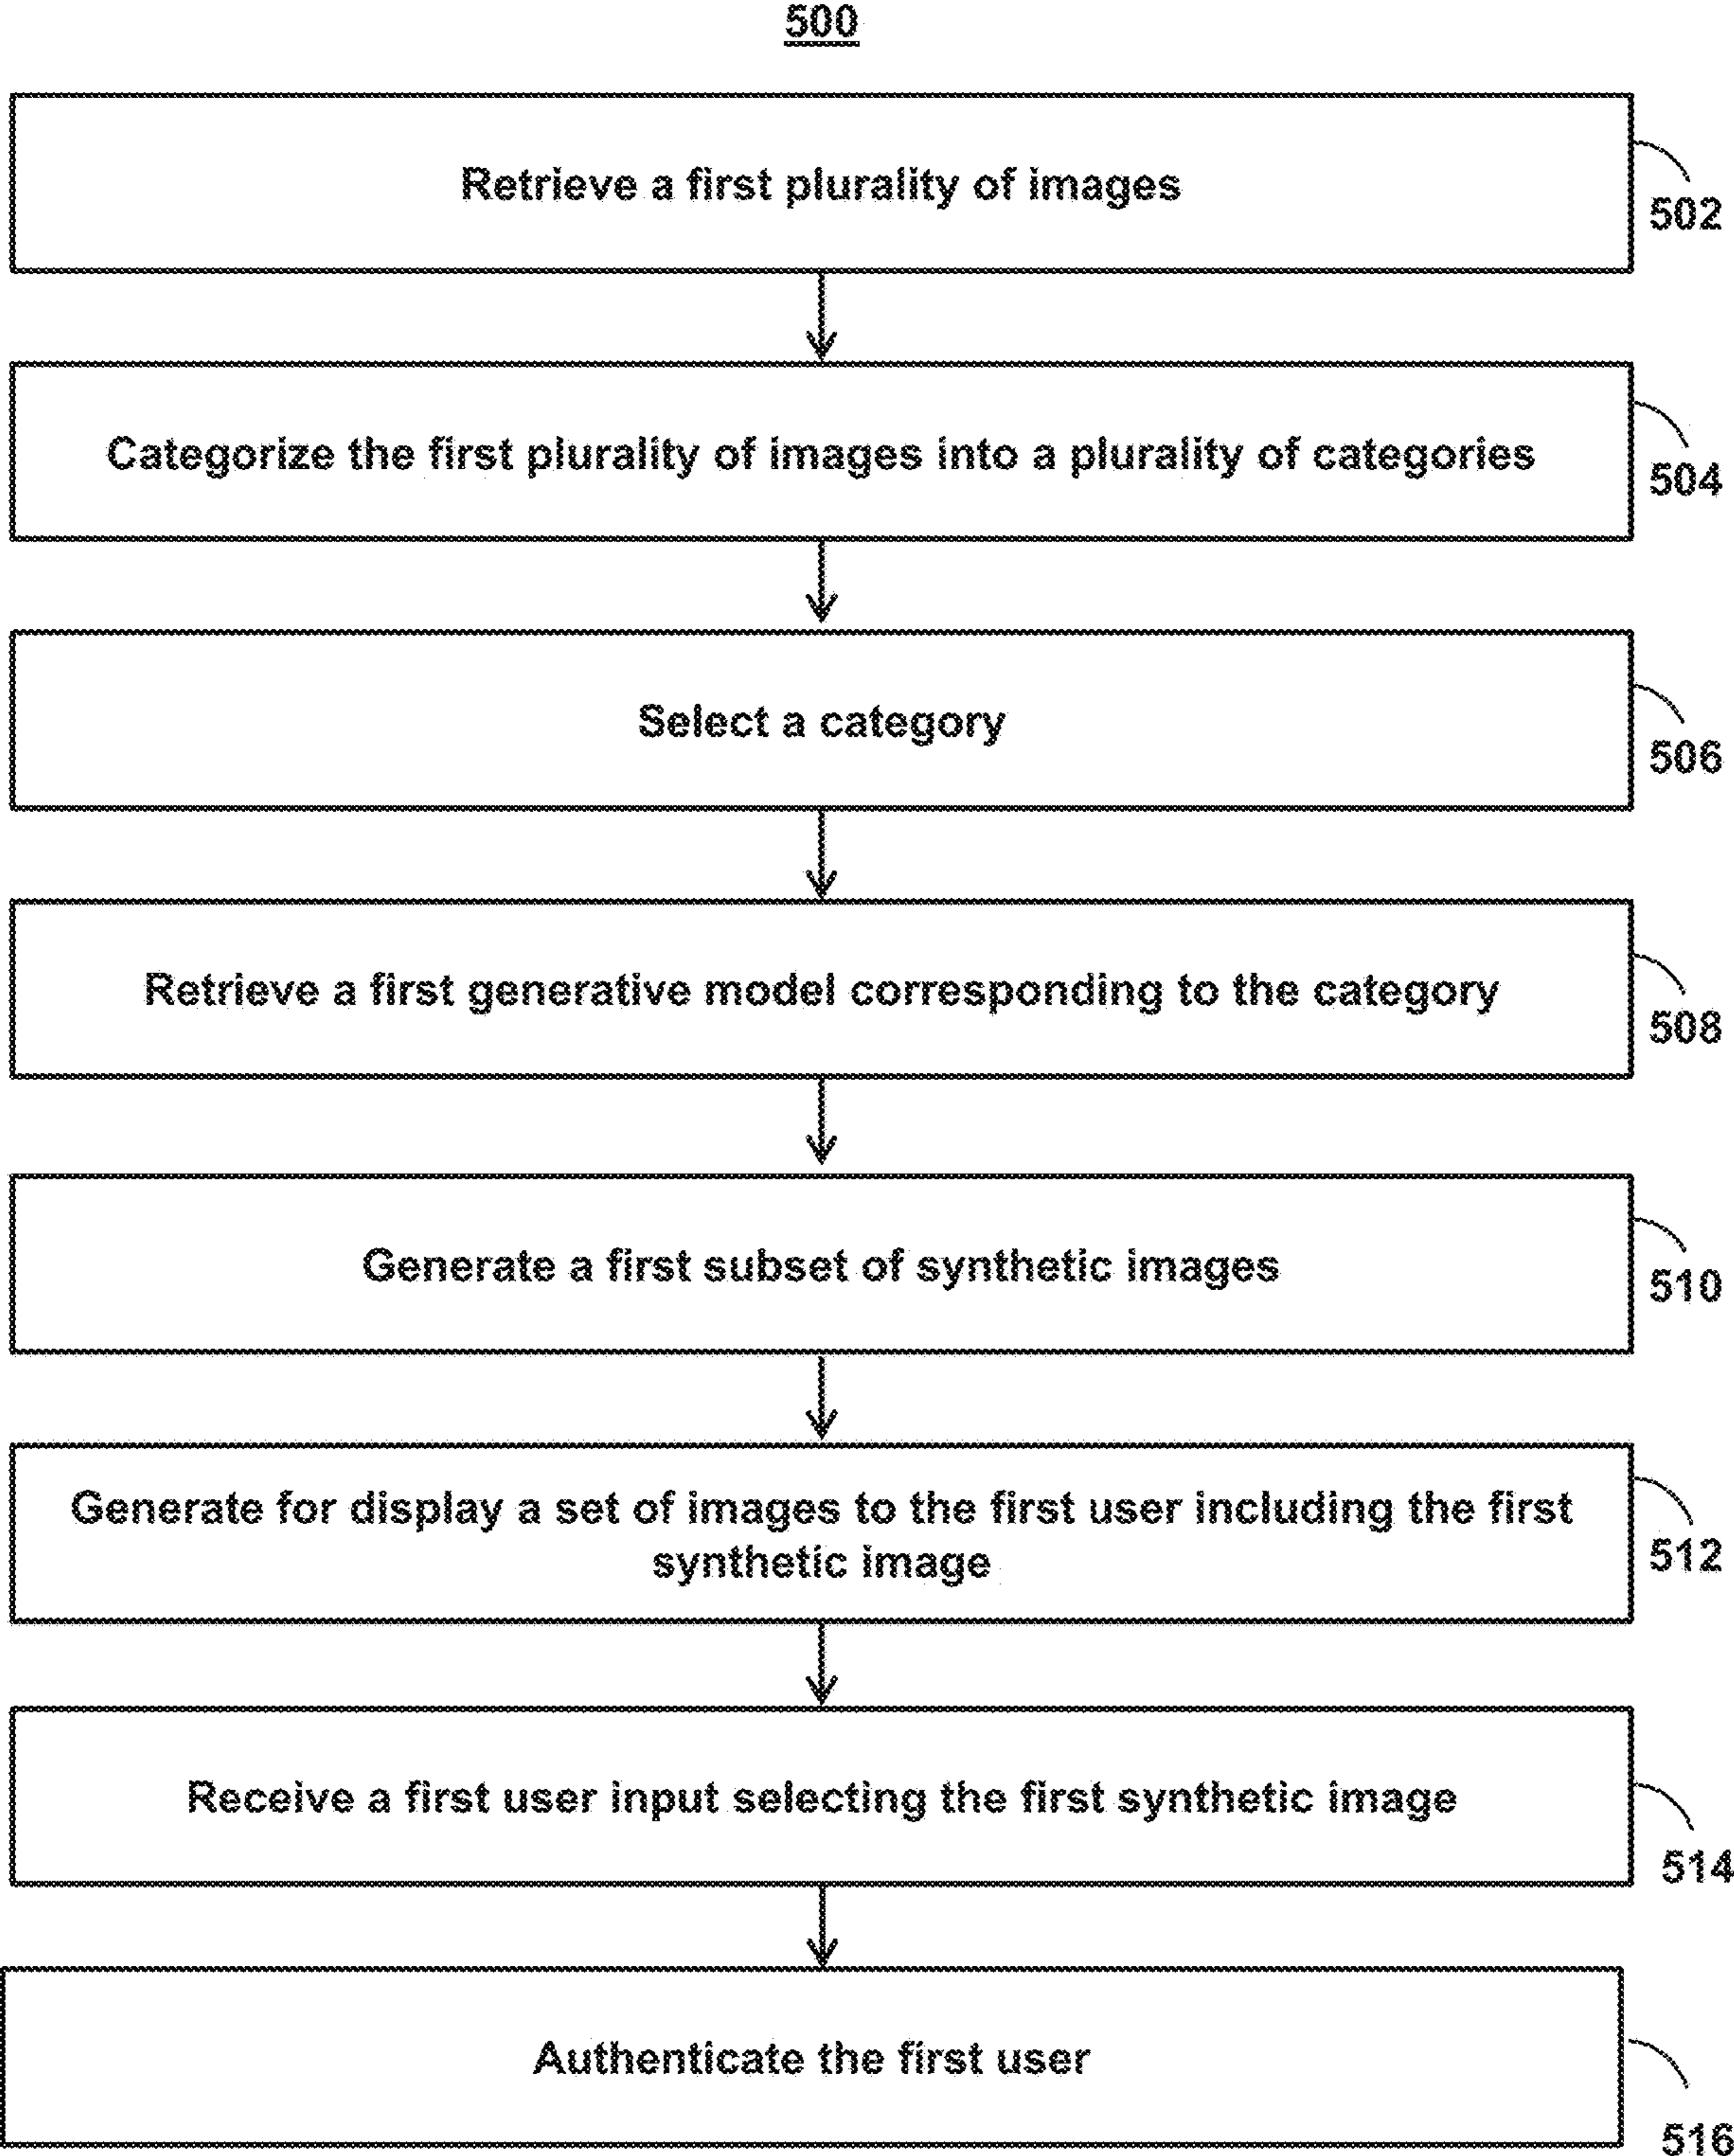 500
Retrieve a first plurality of images
502
Categorize the first plurality of images into a plurality of categories
504
Select a category
506
Retrieve a first generative model corresponding to the category
508
Generate a first subset of synthetic images
510
Generate for display a set of images to the first user including the first
synthetic image
512
Receive a first user input selecting the first synthetic image
514
Authenticate the first user
516